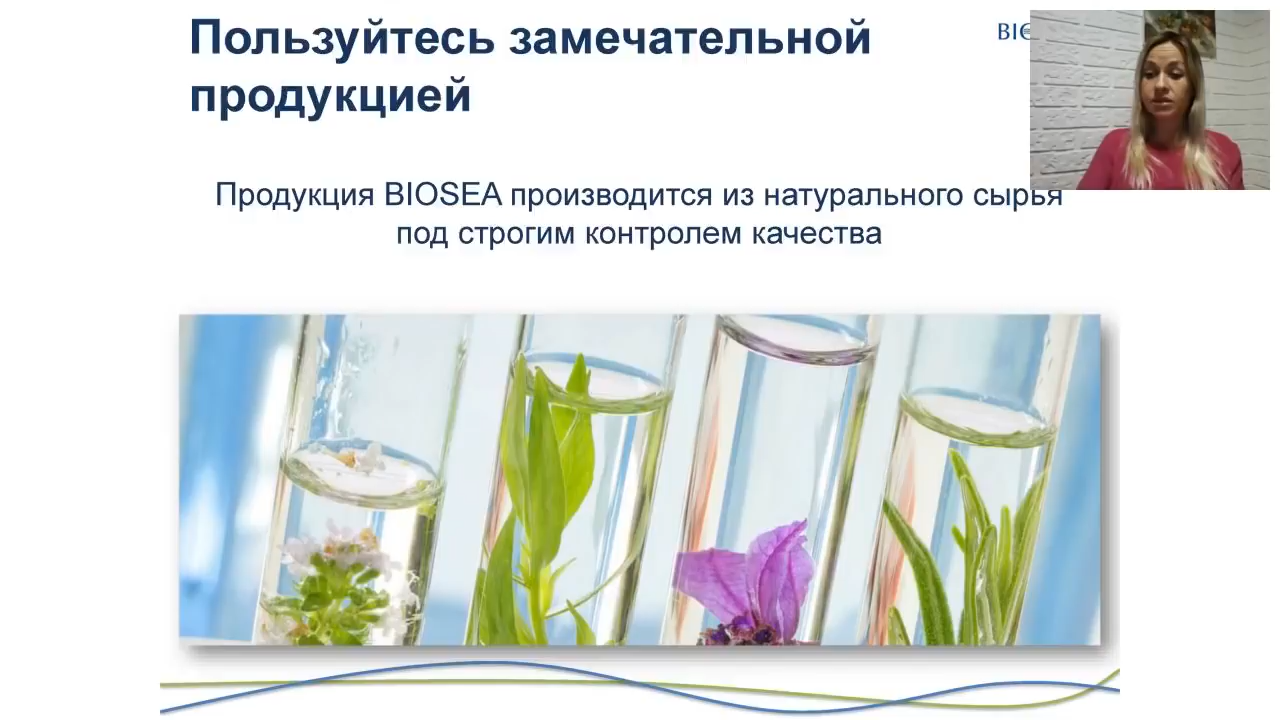 Пользуйтесь замечательной
продукцией
Продукция BIOSEA производится из натурального сырья
под строгим контролем качества